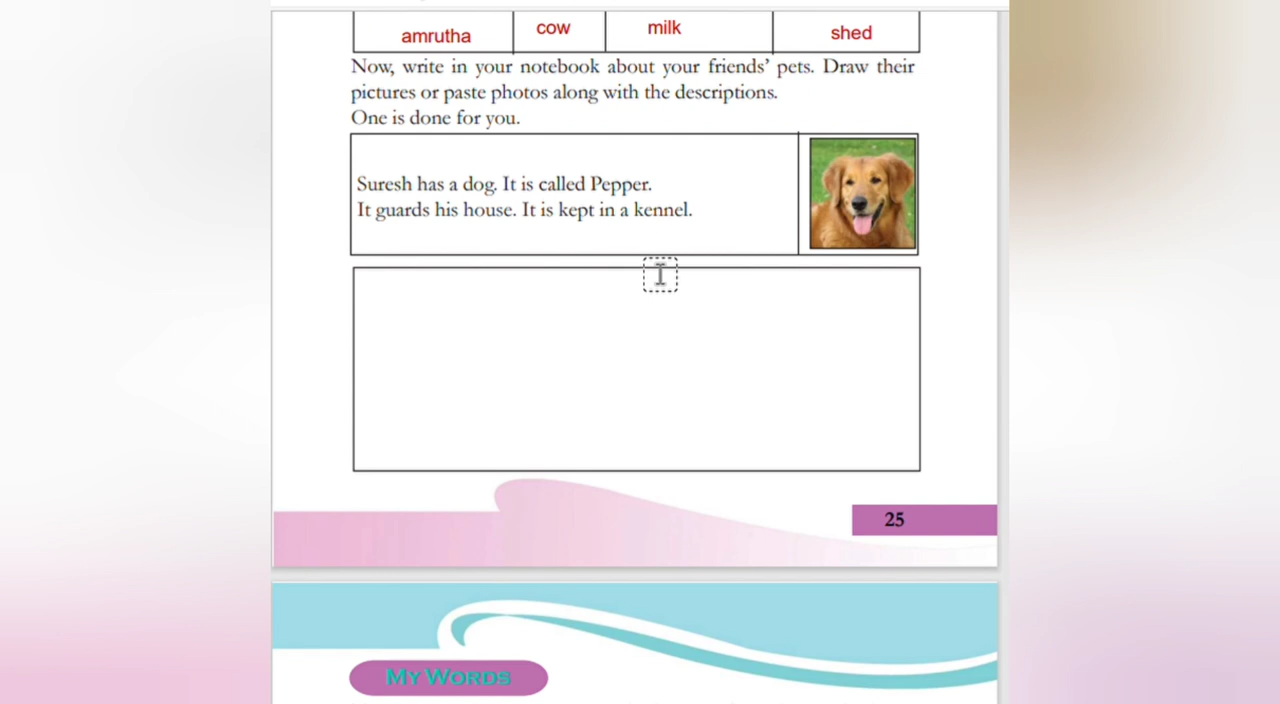 amrutha cow milk shed
Now, write in your notebook about your friends' pets. Draw their
pictures or paste photos along with the descriptions.
One is done for you.
Suresh has a dog. It is called Pepper.
It guards his house. It is kept in a kennel.
25
MY WORDS